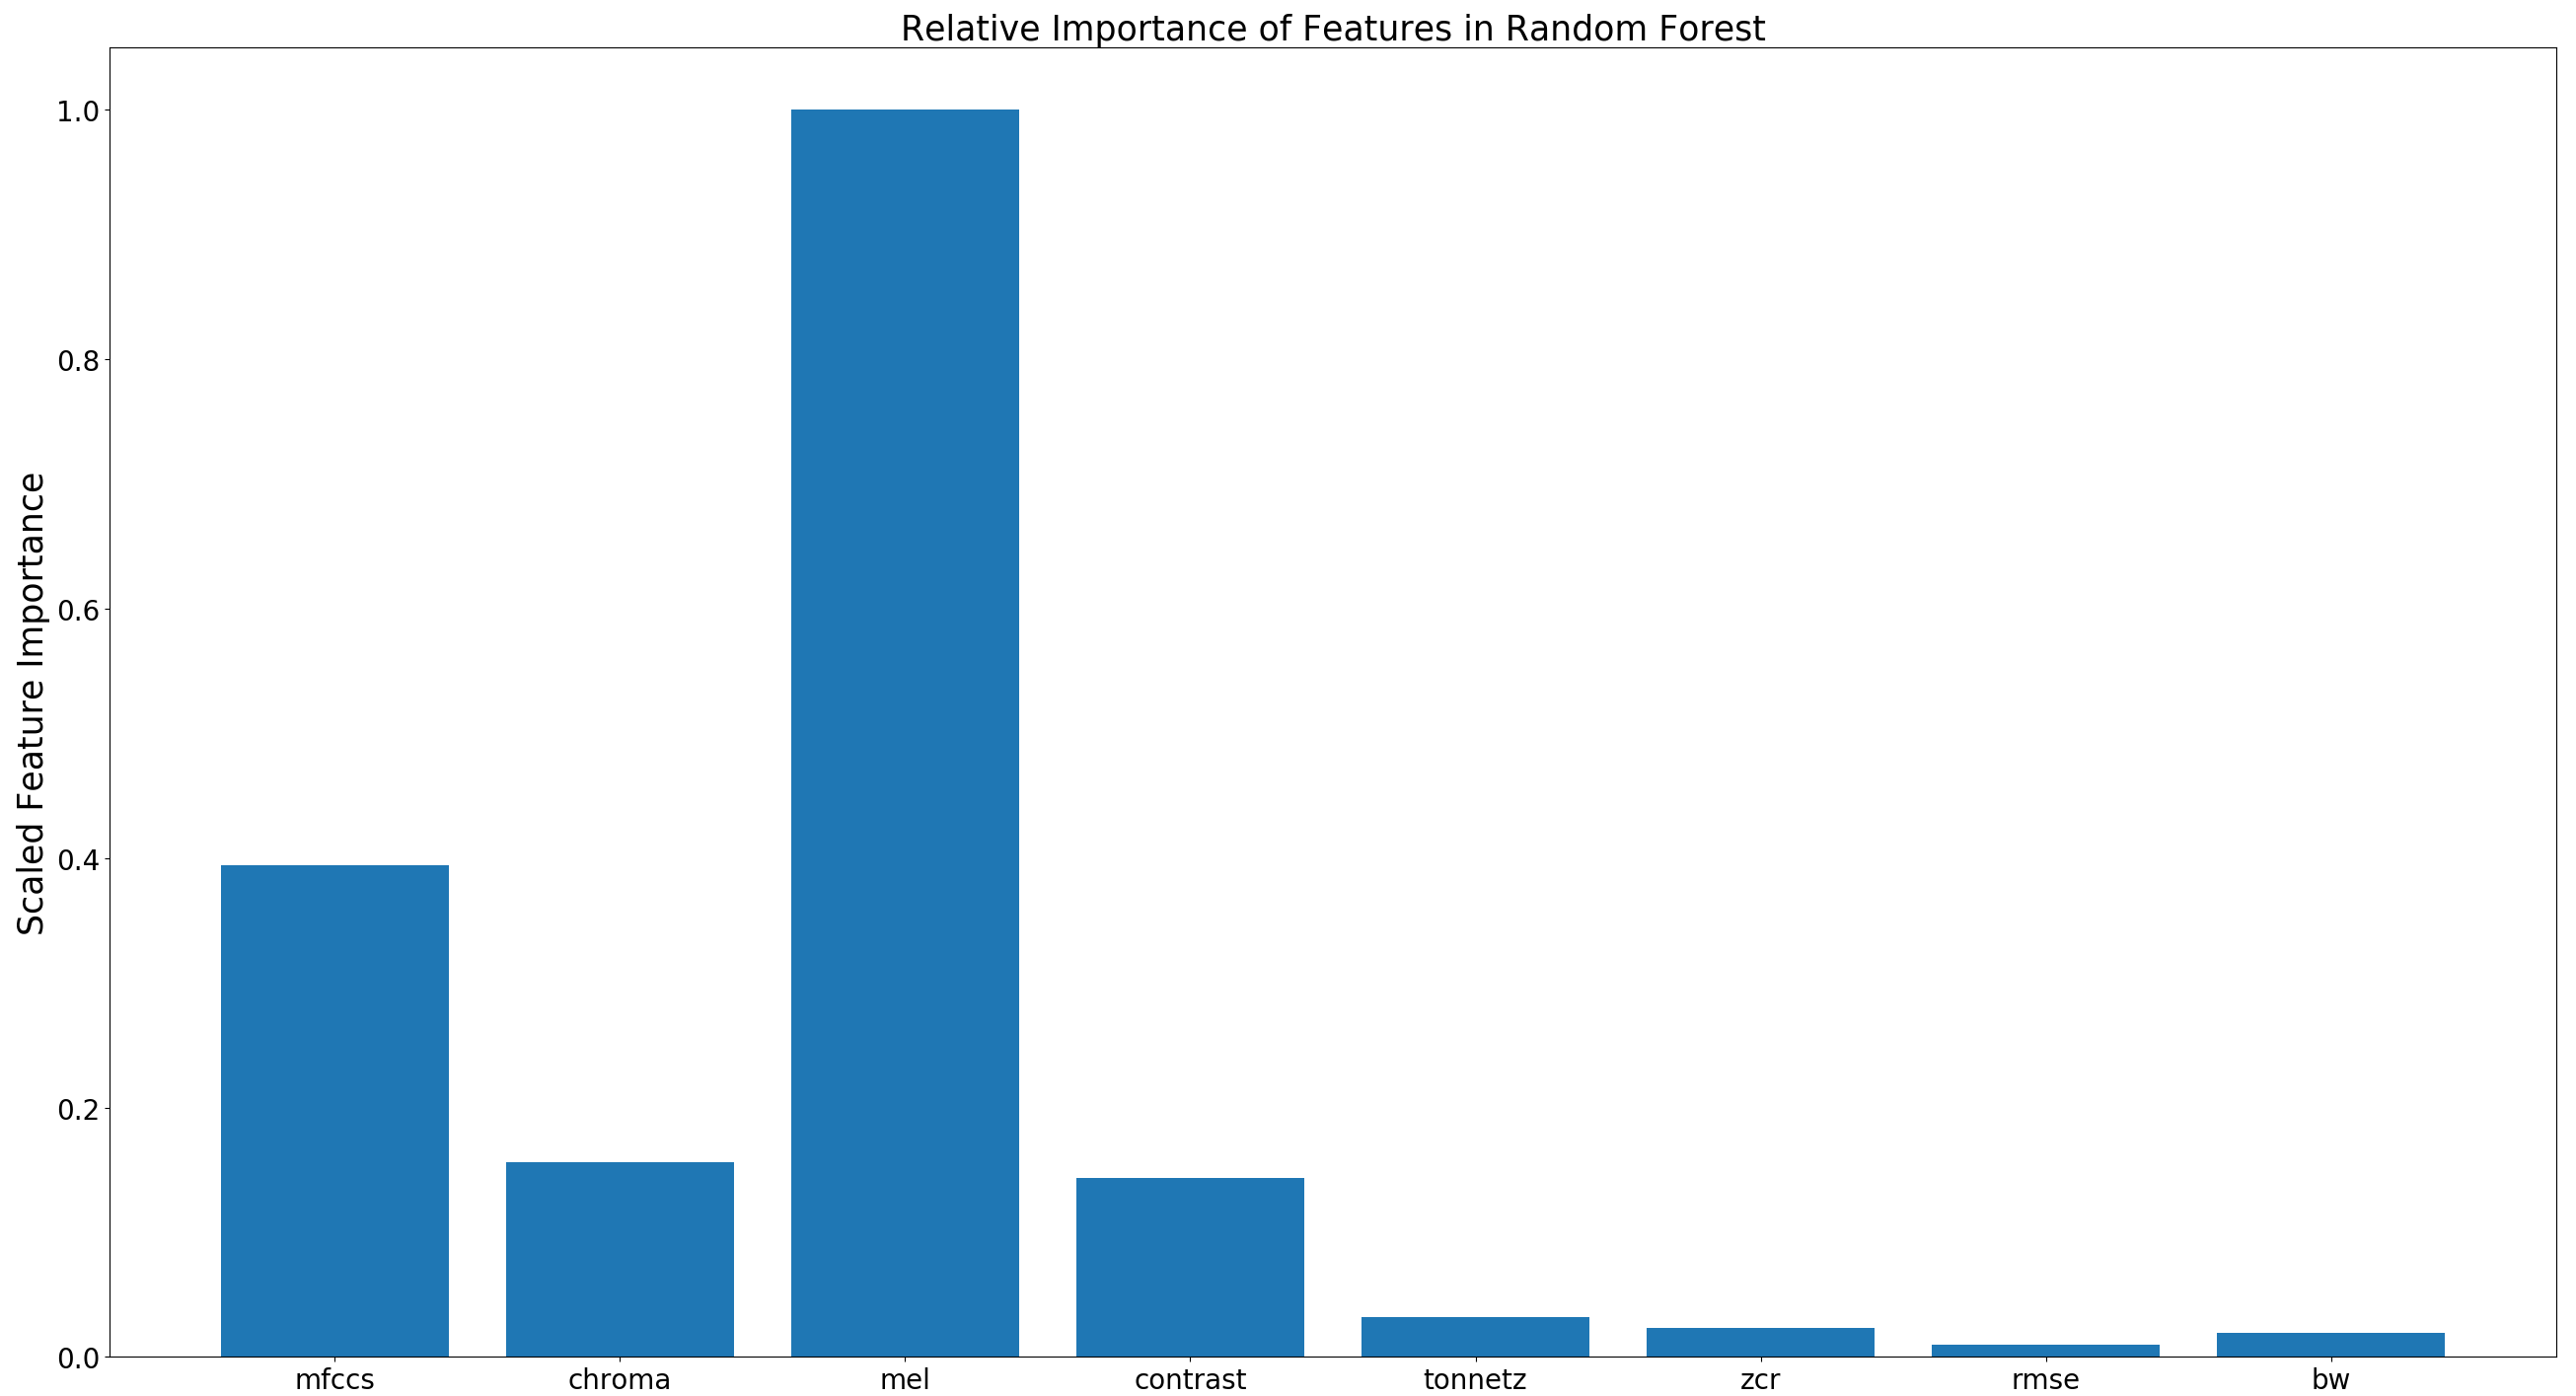 Relative Importance of Features in Random Forest
Scaled Feature Importance
1.0
0.8
0.6
0.4
0.2
0.0
mfccs chroma mel contrast tonnetz zcr rmse bw